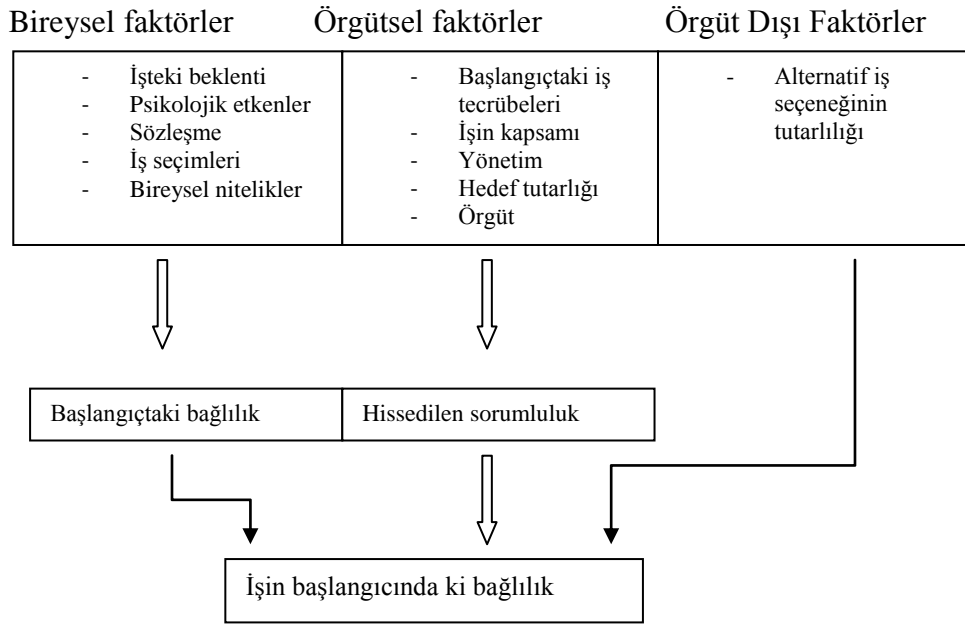 Bireysel faktörler
Örgütsel faktörler
Örgüt Dışı Faktörler
- İşteki beklenti
- Psikolojik etkenler
- Sözleşme
- İş seçimleri
- Bireysel nitelikler
- Başlangıçtaki iş
tecrübeleri
- İşin kapsamı
- Yönetim
- Hedef tutarlığı
- Örgüt
- Alternatif iş
seçeneğinin
tutarlılığı
Başlangıçtaki bağlılık
Hissedilen sorumluluk
İşin başlangıcında ki bağlılık